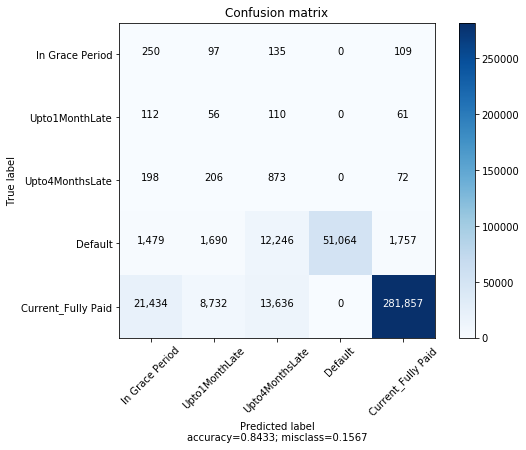 Confusion matrix
In Grace Period 250 97 135 0 109
Upto1MonthLate 112 56 110 0 61
Upto4MonthsLate 198 206 873 0 72
Default 1,479 1,690 12,246 51,064 1,757
Current_Fully Paid 21,434 8,732 13,636 0 281,857
True label
In Grace Period
Upto1MonthLate
Upto4MonthsLate
Default
Current_Fully Paid
Predicted label
accuracy=0.8433; misclass=0.1567
250000
200000
150000
100000
50000
0